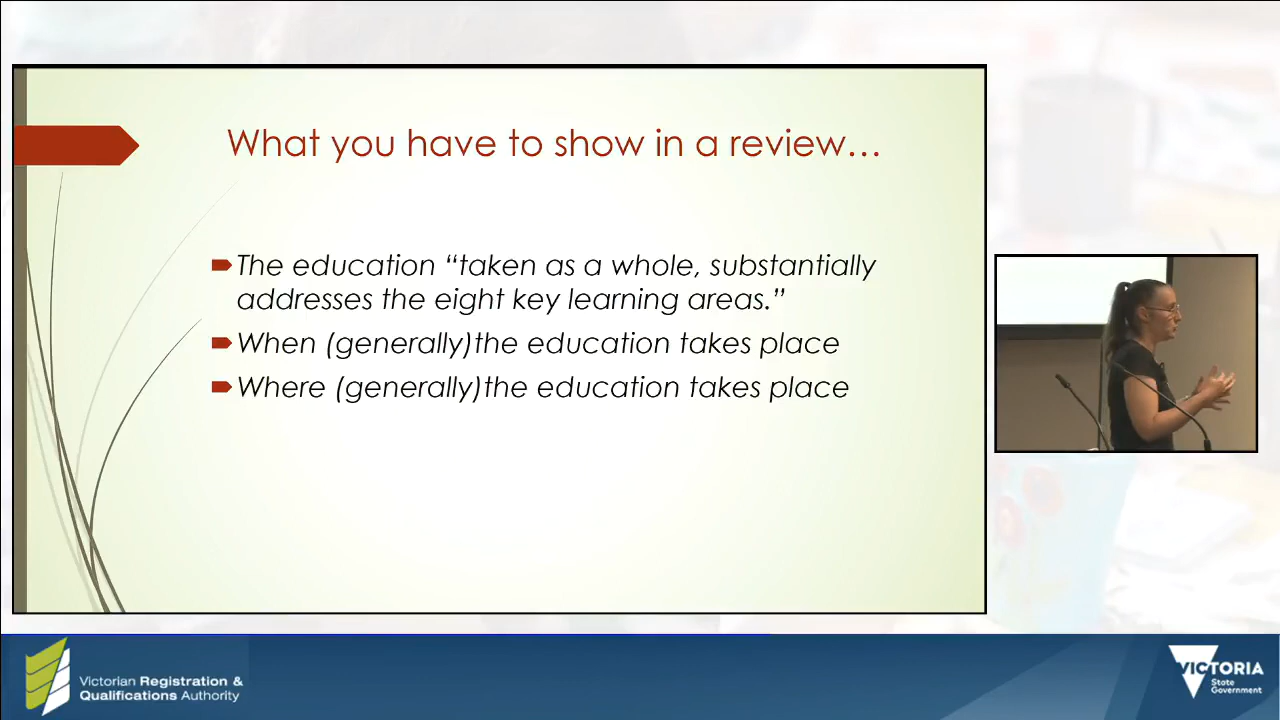 What you have to show in a review…
The education “taken as a whole, substantially
addresses the eight key learning areas.”
When (generally)the education takes place
Where (generally)the education takes place
Victorian Registration &
Qualifications Authority
VICTORIA
State
Government